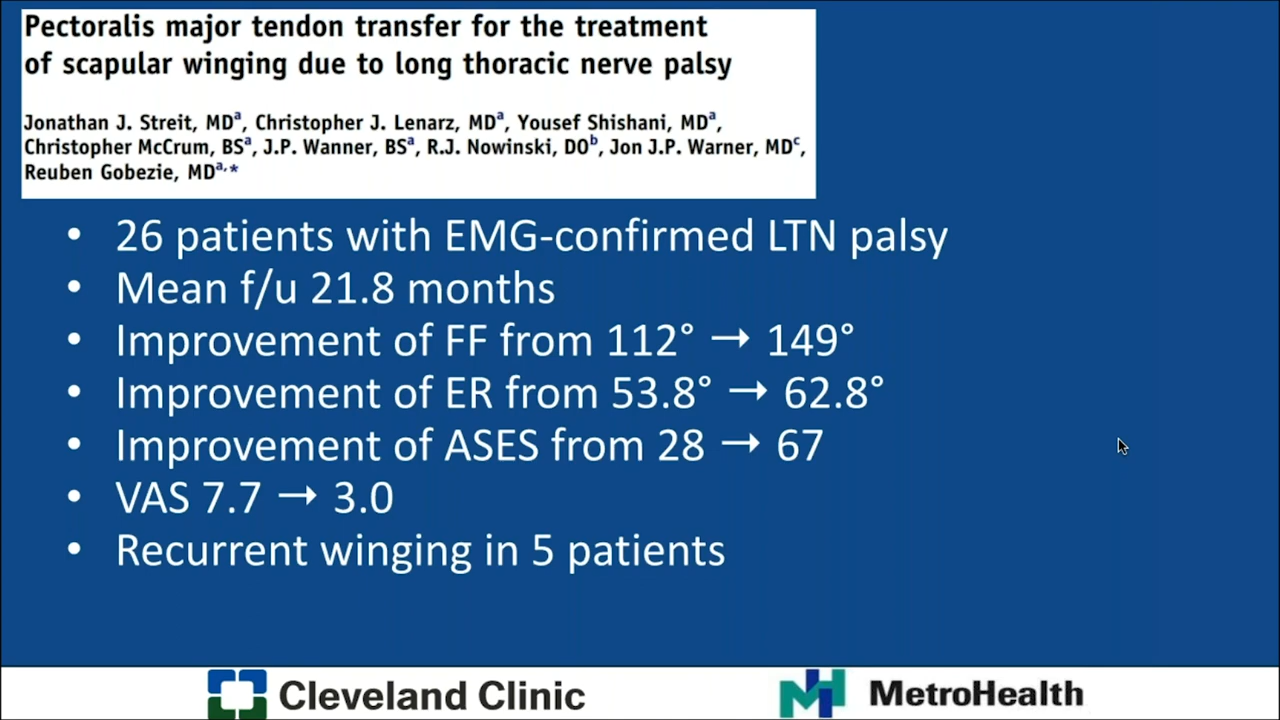 Pectoralis major tendon transfer for the treatment
of scapular winging due to long thoracic nerve palsy
Jonathan J. Streit, MDa, Christopher J. Lenarz, MDa, Yousef Shishani, MDa,
Christopher McCrum, BSa, J.P. Wanner, BSa, R.J. Nowinski, DOb, Jon J.P. Warner, MDc,
Reuben Gobezie, MDa,*
• 26 patients with EMG-confirmed LTN palsy
• Mean f/u 21.8 months
• Improvement of FF from 112° → 149°
• Improvement of ER from 53.8° → 62.8°
• Improvement of ASES from 28 → 67
• VAS 7.7 → 3.0
• Recurrent winging in 5 patients
Cleveland Clinic
MetroHealth